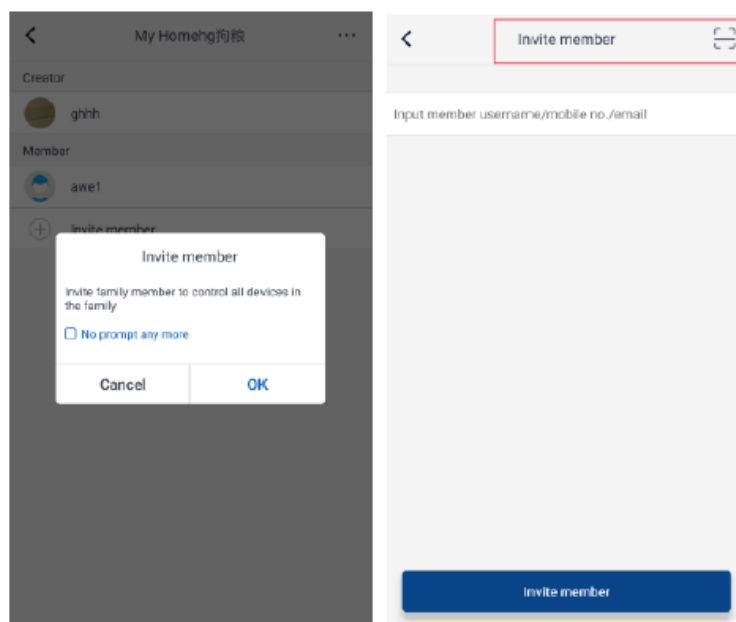 My Homehg狗粮
Creator
ghhh
Member
awe1
Invite member
Invite member
Invite family member to control all devices in
the family
No prompt any more
Cancel
OK
Invite member
Input member username/mobile no./email
Invite member